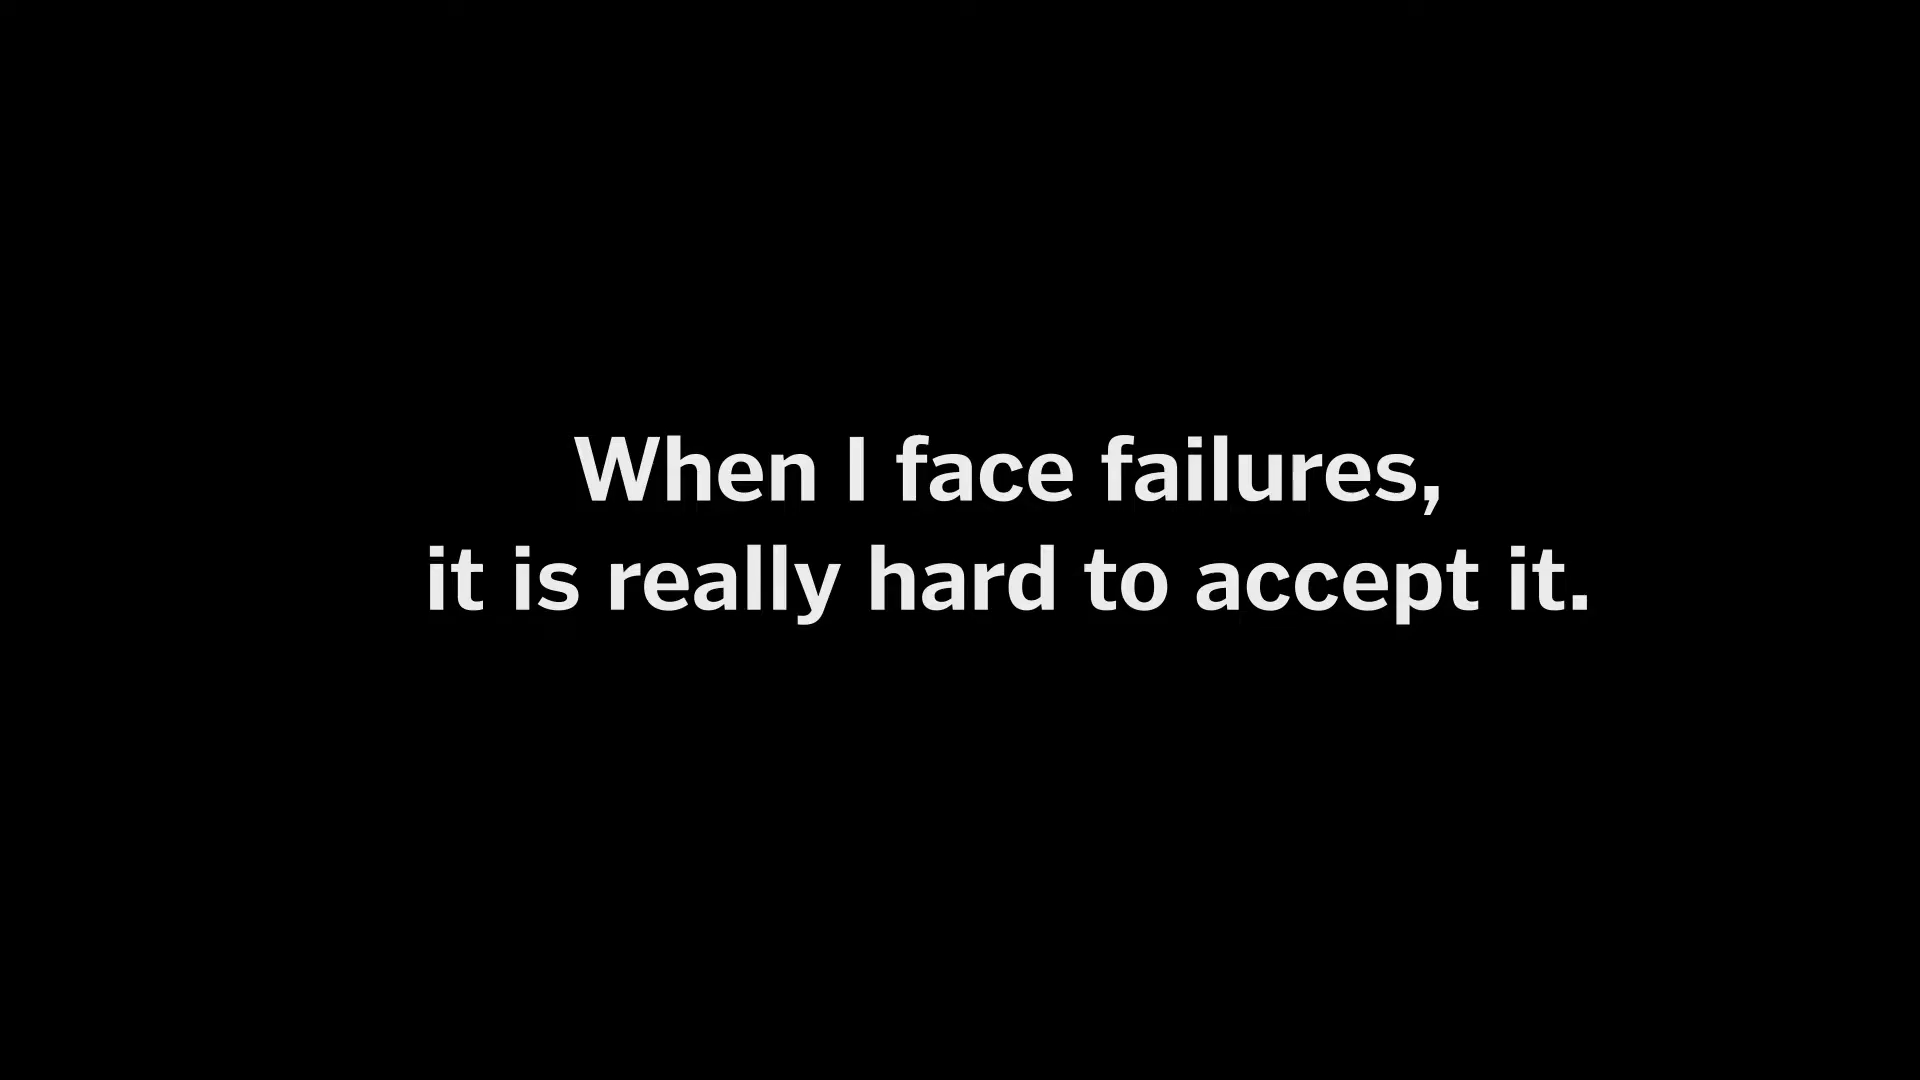 When I face failures,
it is really hard to accept it.